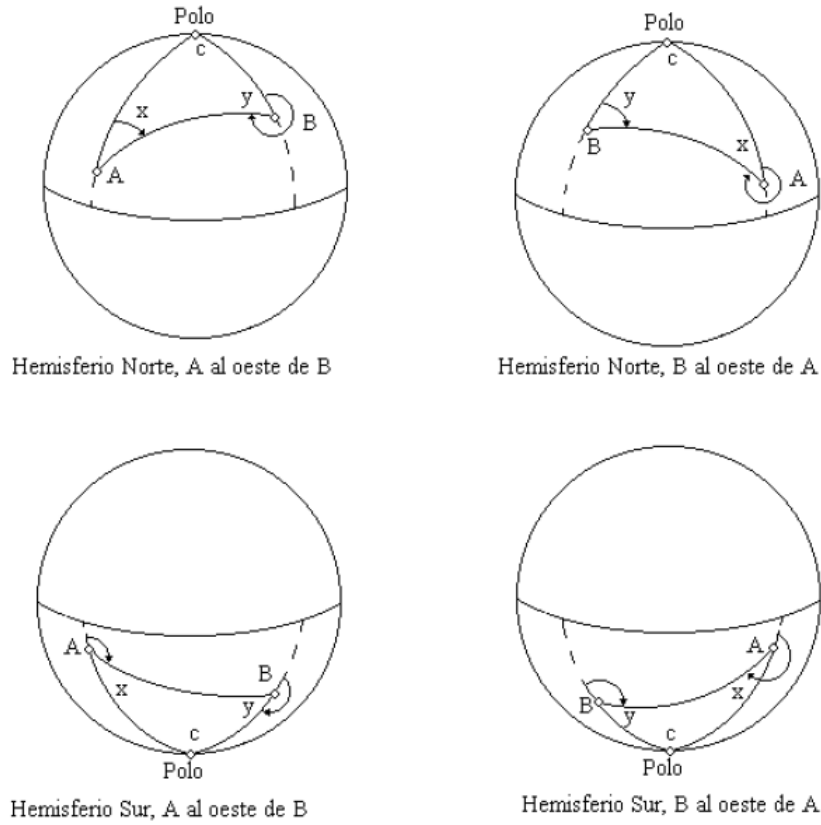 Polo
c
x
y
A
B
Hemisferio Norte, A al oeste de B
Polo
c
y
x
B
A
Hemisferio Norte, B al oeste de A
A
x
B
y
c
Polo
Hemisferio Sur, A al oeste de B
A
x
B
y
c
Polo
Hemisferio Sur, B al oeste de A